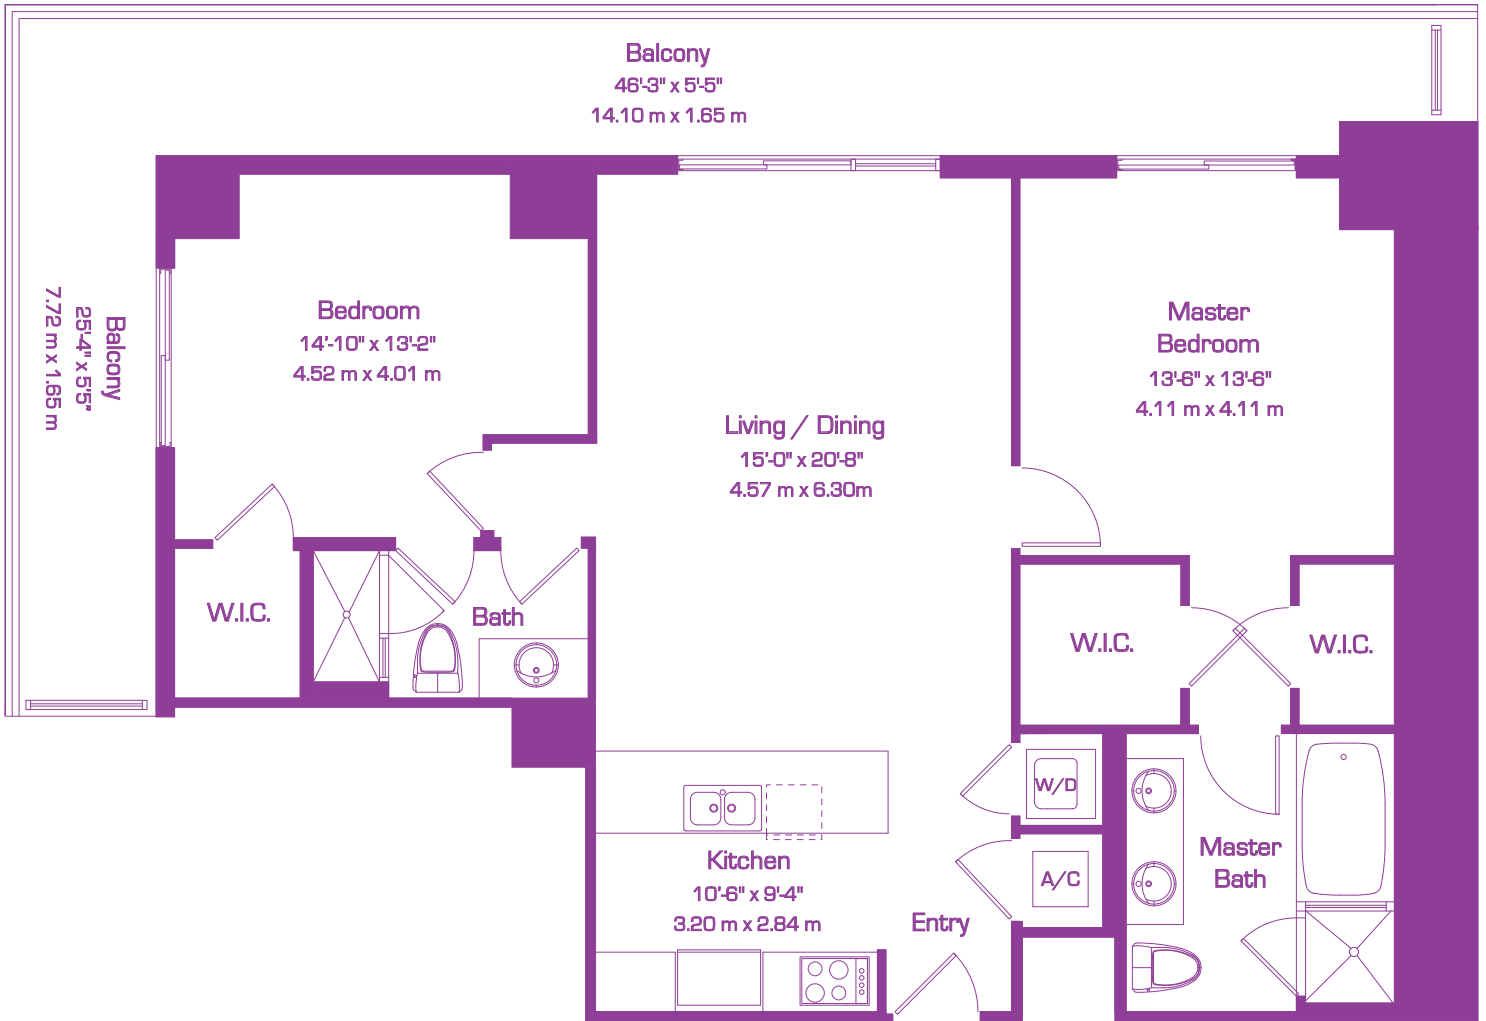 Balcony
46'-3" x 5'-5"
14.10 m x 1.65 m
Balcony
25'-4" x 5'5"
7.72 m x 1.65 m
Bedroom
14'-10" x 13'-2"
4.52 m x 4.01 m
Master
Bedroom
13'-6" x 13'-6"
4.11 m x 4.11 m
Living / Dining
15'-0" x 20'-8"
4.57 m x 6.30m
W.I.C.
Bath
W.I.C.
W.I.C.
W/D
Kitchen
10'-6" x 9'-4"
3.20 m x 2.84 m
A/C
Master
Bath
Entry